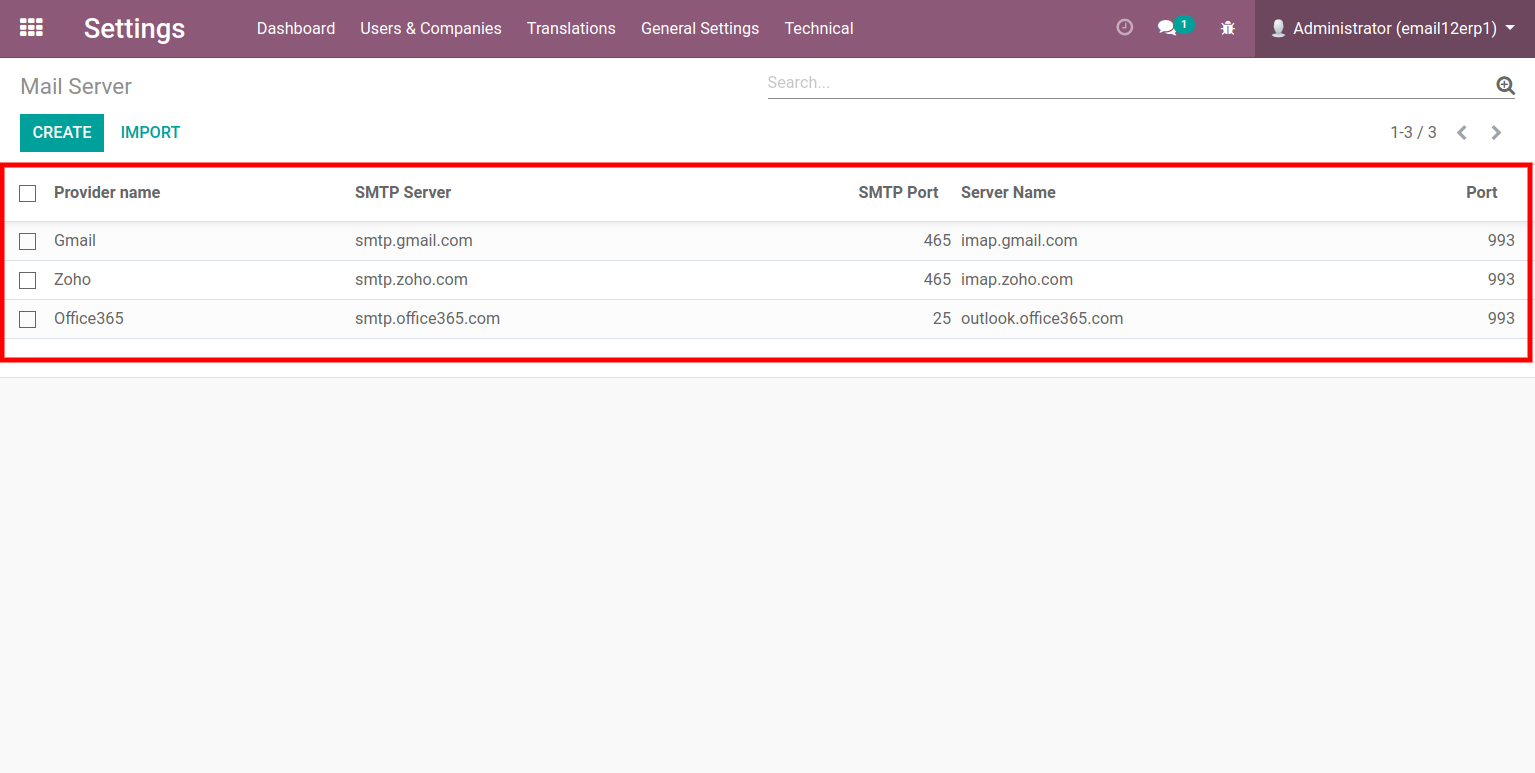 Settings Dashboard Users & Companies Translations General Settings Technical 1 Administrator (email12erp1)
Mail Server Search...
CREATE IMPORT 1-3 / 3
Provider name SMTP Server SMTP Port Server Name Port
Gmail smtp.gmail.com 465 imap.gmail.com 993
Zoho smtp.zoho.com 465 imap.zoho.com 993
Office365 smtp.office365.com 25 outlook.office365.com 993